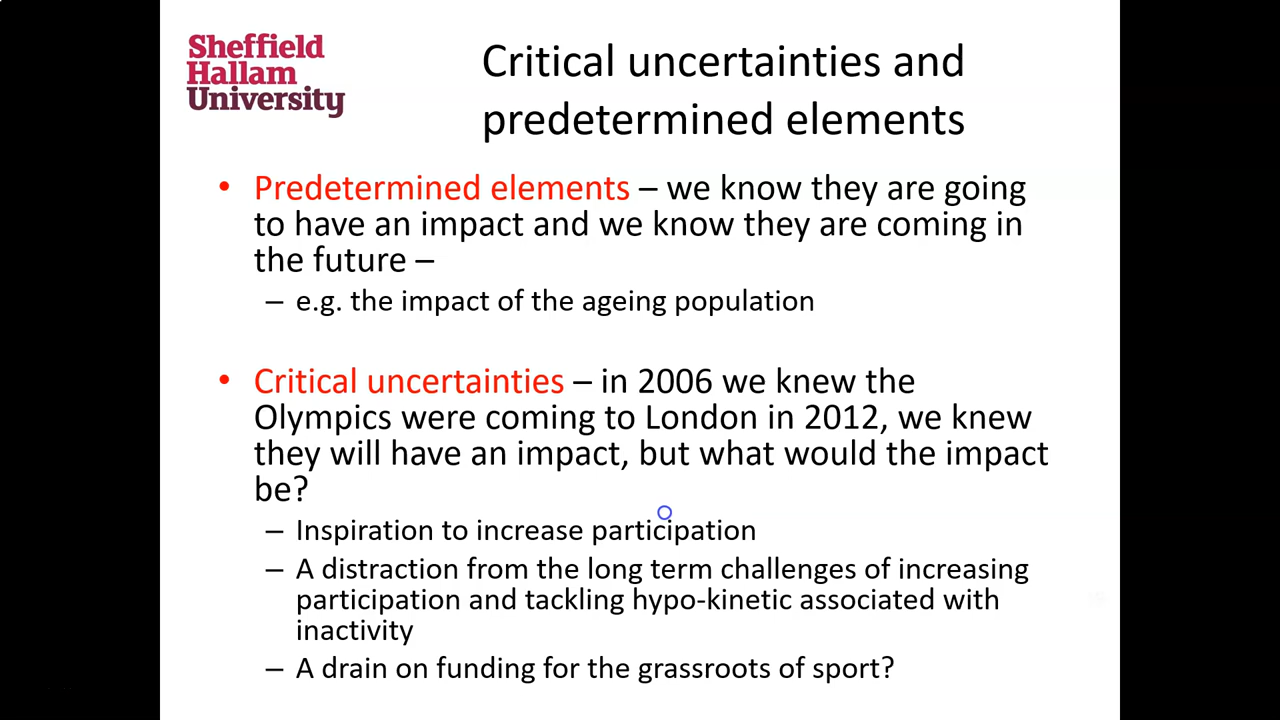 Sheffield
Hallam
University
Critical uncertainties and
predetermined elements
• Predetermined elements – we know they are going
to have an impact and we know they are coming in
the future –
– e.g. the impact of the ageing population
• Critical uncertainties – in 2006 we knew the
Olympics were coming to London in 2012, we knew
they will have an impact, but what would the impact
be?
– Inspiration to increase participation
– A distraction from the long term challenges of increasing
participation and tackling hypo-kinetic associated with
inactivity
– A drain on funding for the grassroots of sport?